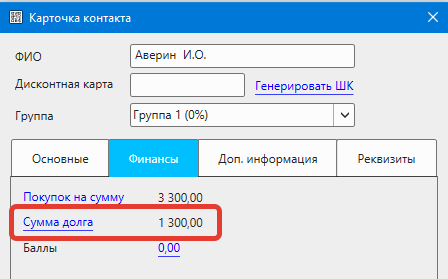 Карточка контакта
ФИО Аверин И.О.
Дисконтная карта Генерировать ШК
Группа Группа 1 (0%)
Основные Финансы Доп. информация Реквизиты
Покупок на сумму 3 300,00
Сумма долга 1 300,00
Баллы 0,00